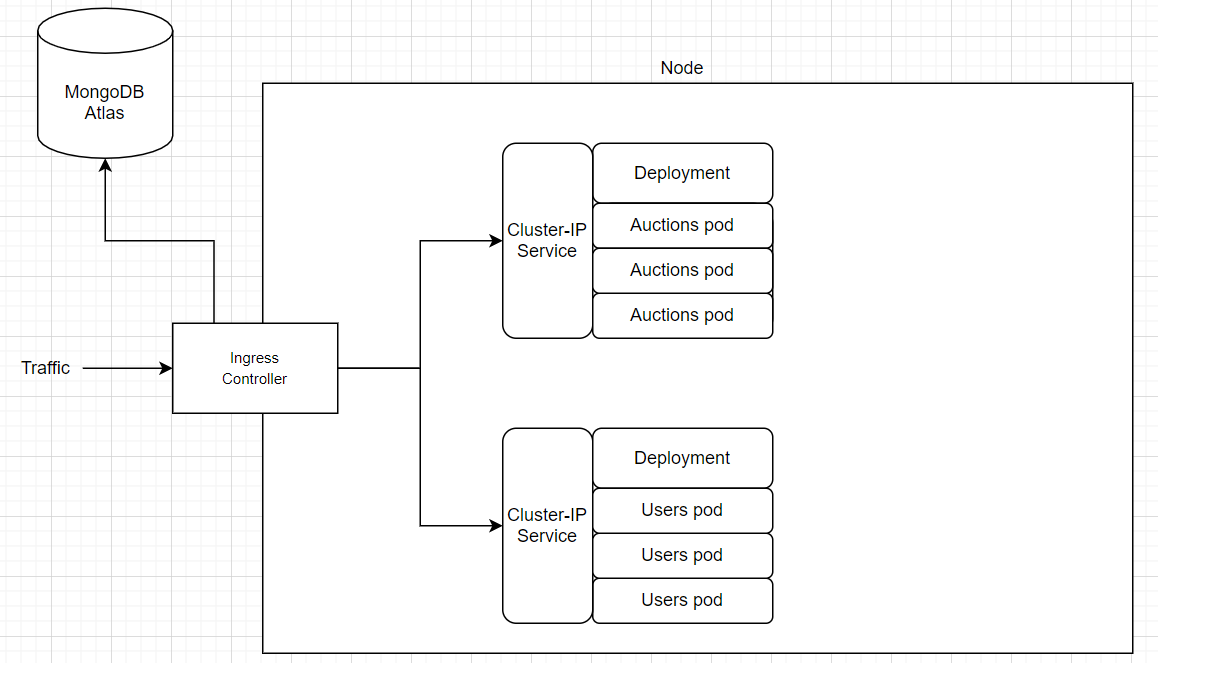 MongoDB
Atlas
Node
Cluster-IP
Service
Deployment
Auctions pod
Auctions pod
Auctions pod
Traffic
Ingress
Controller
Cluster-IP
Service
Deployment
Users pod
Users pod
Users pod